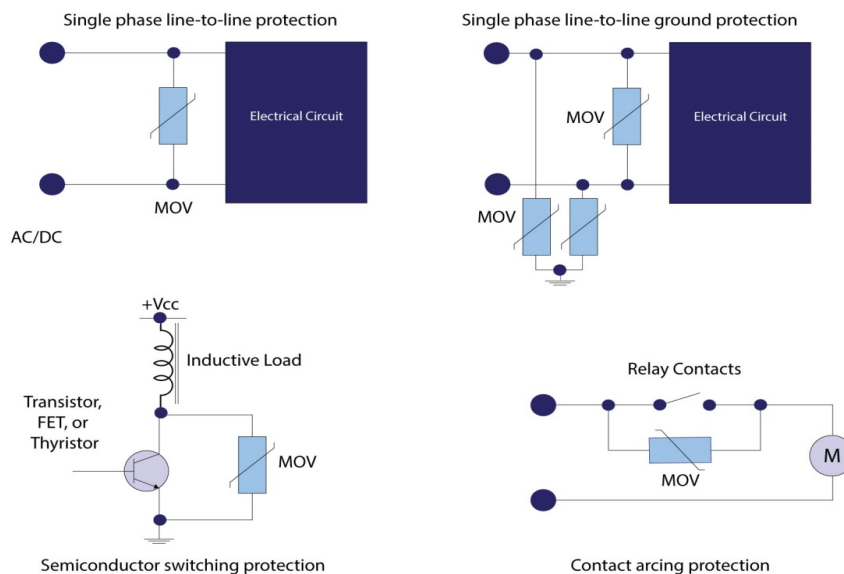 Single phase line-to-line protection
Electrical Circuit
MOV
AC/DC
Single phase line-to-line ground protection
MOV
Electrical Circuit
MOV
+Vcc
Inductive Load
Transistor,
FET, or
Thyristor
MOV
Semiconductor switching protection
Relay Contacts
M
MOV
Contact arcing protection